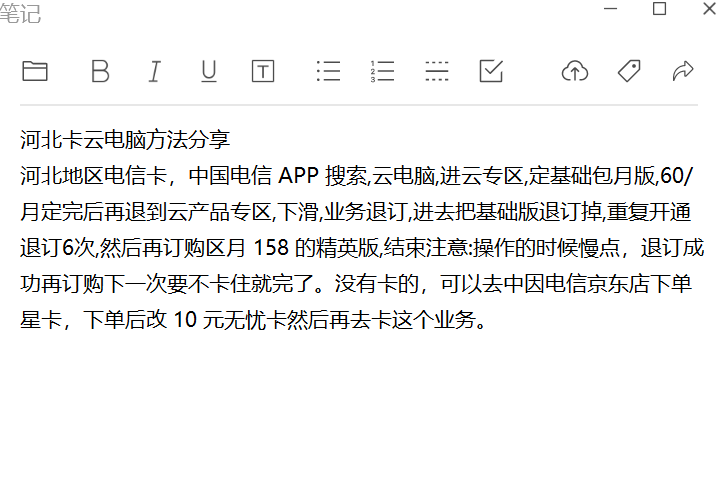 笔记
B I U T
河北卡云电脑方法分享
河北地区电信卡，中国电信 APP 搜索,云电脑,进云专区,定基础包月版,60/
月定完后再退到云产品专区,下滑,业务退订,进去把基础版退订掉,重复开通
退订6次,然后再订购区月 158 的精英版,结束注意:操作的时候慢点，退订成
功再订购下一次要不卡住就完了。没有卡的，可以去中因电信京东店下单
星卡，下单后改 10 元无忧卡然后再去卡这个业务。